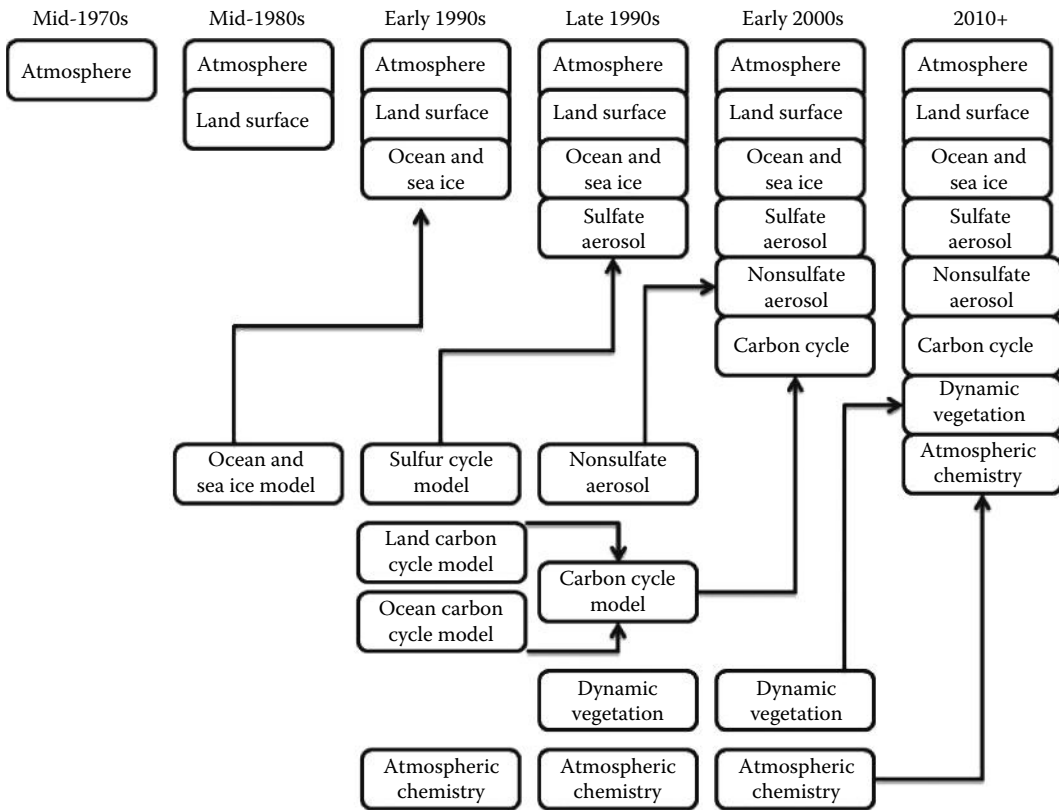 Mid-1970s
Mid-1980s
Early 1990s
Late 1990s
Early 2000s
2010+
Atmosphere
Atmosphere
Atmosphere
Atmosphere
Atmosphere
Atmosphere
Land surface
Land surface
Land surface
Land surface
Land surface
Ocean and
sea ice
Ocean and
sea ice
Ocean and
sea ice
Ocean and
sea ice
Sulfate
aerosol
Sulfate
aerosol
Sulfate
aerosol
Nonsulfate
aerosol
Nonsulfate
aerosol
Carbon cycle
Carbon cycle
Dynamic
vegetation
Ocean and
sea ice model
Sulfur cycle
model
Nonsulfate
aerosol
Atmospheric
chemistry
Land carbon
cycle model
Carbon cycle
model
Ocean carbon
cycle model
Dynamic
vegetation
Dynamic
vegetation
Atmospheric
chemistry
Atmospheric
chemistry
Atmospheric
chemistry